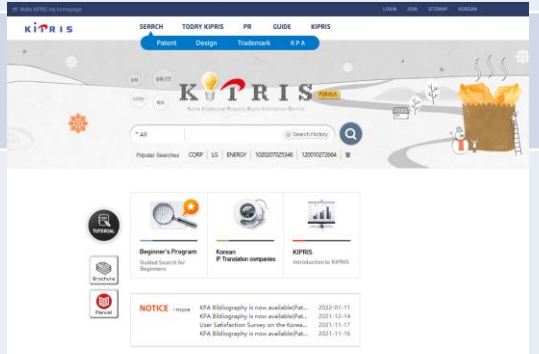 Make KIPRIS my homepage
LOGIN JOIN SITEMAP KOREAN
KIPRIS
SEARCH TODAY KIPRIS PR GUIDE KIPRIS
Patent Design Trademark KPA
KIPRIS
Korea Intellectual Property Rights Information Service
All Search History
Popular Searches CORP LG ENERGY 1020207025346 120010272664
TUTORIAL
Brochure
Manual
Beginner's Program
Guided Search for
Beginners
Korean
IP Translation companies
KIPRIS
Introduction to KIPRIS
NOTICE more
KPA Bibliography is now available(Pat... 2022-01-11
KPA Bibliography is now available(Pat... 2021-12-14
User Satisfaction Survey on the Korea... 2021-11-17
KPA Bibliography is now available(Pat... 2021-11-16